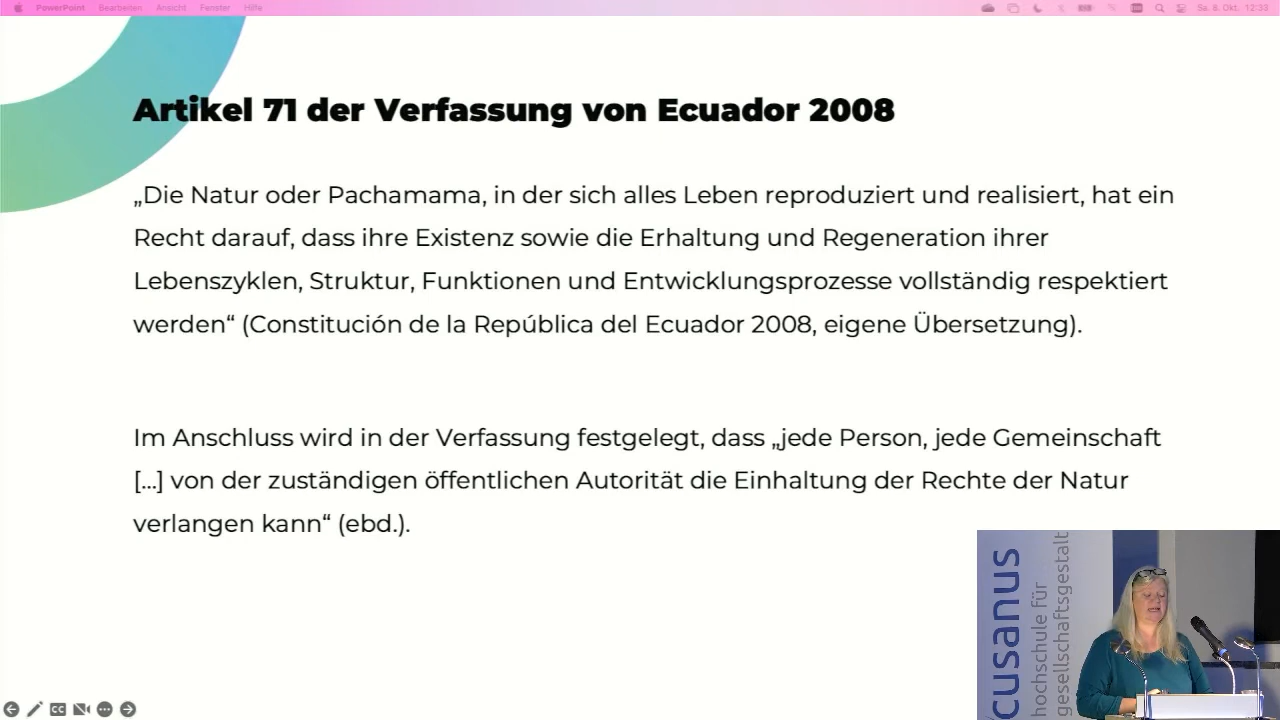 PowerPoint Bearbeiten Ansicht Fenster Hilfe
Sa. 8. Okt. 12:33
Artikel 71 der Verfassung von Ecuador 2008
„Die Natur oder Pachamama, in der sich alles Leben reproduziert und realisiert, hat ein
Recht darauf, dass ihre Existenz sowie die Erhaltung und Regeneration ihrer
Lebenszyklen, Struktur, Funktionen und Entwicklungsprozesse vollständig respektiert
werden“ (Constitución de la República del Ecuador 2008, eigene Übersetzung).
Im Anschluss wird in der Verfassung festgelegt, dass „jede Person, jede Gemeinschaft
[…] von der zuständigen öffentlichen Autorität die Einhaltung der Rechte der Natur
verlangen kann“ (ebd.).
cusanus
hochschule für
gesellschaftsgestalt
CC